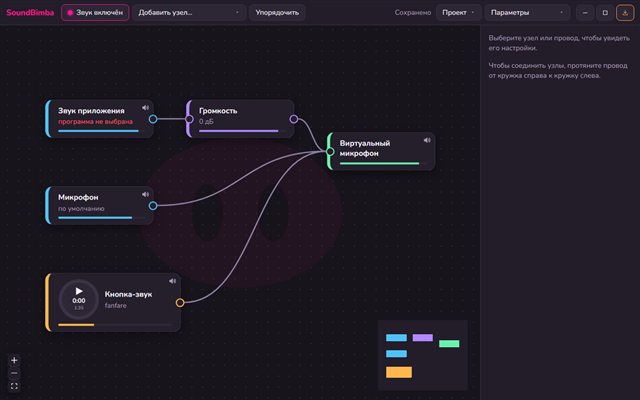 SoundBimba
Звук включён
Добавить узел...
Упорядочить
Сохранено
Проект
Параметры
Выберите узел или провод, чтобы увидеть
его настройки.
Чтобы соединить узлы, протяните провод
от кружка справа к кружку слева.
Звук приложения
программа не выбрана
Громкость
0 дБ
Виртуальный
микрофон
Микрофон
по умолчанию
0:00
Кнопка-звук
fanfare